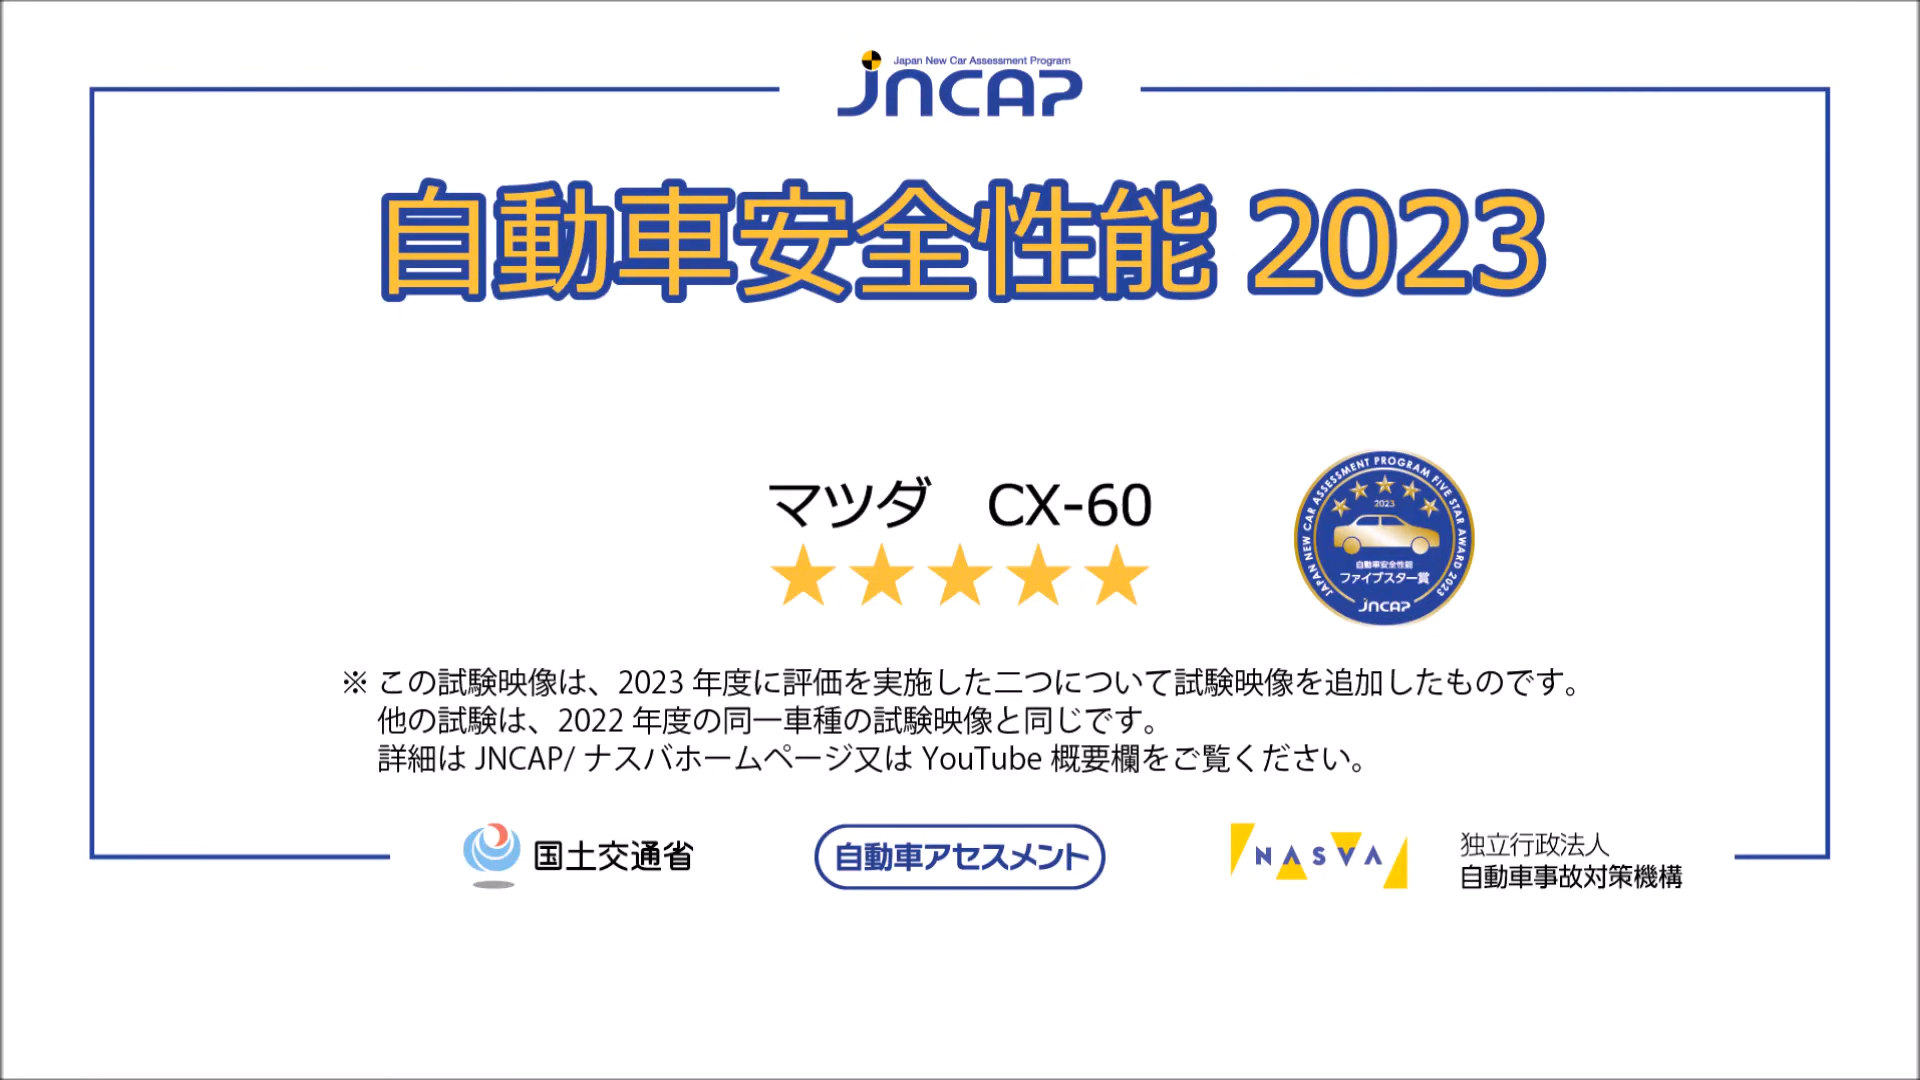 Japan New Car Assessment Program
JNCAP
自動車安全性能 2023
マツダ　CX-60
★★★★★
JAPAN NEW CAR ASSESSMENT PROGRAM FIVE STAR AWARD 2023
2023
自動車安全性能
ファイブスター賞
JNCAP
※ この試験映像は、2023 年度に評価を実施した二つについて試験映像を追加したものです。
他の試験は、2022 年度の同一車種の試験映像と同じです。
詳細は JNCAP/ ナスバホームページ又は YouTube 概要欄をご覧ください。
国土交通省
自動車アセスメント
NASVA
独立行政法人
自動車事故対策機構